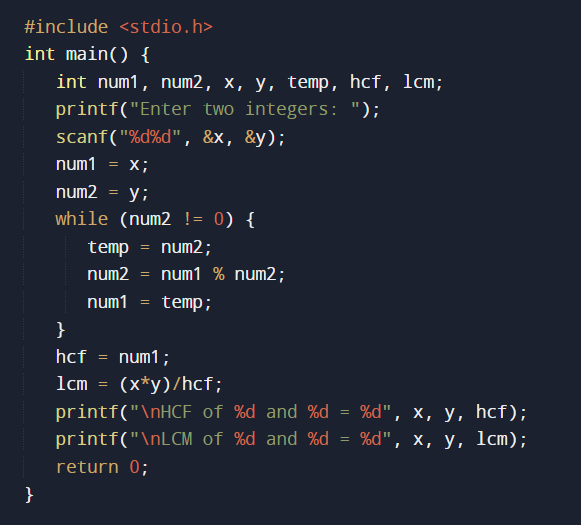 #include <stdio.h>
int main() {
int num1, num2, x, y, temp, hcf, lcm;
printf("Enter two integers: ");
scanf("%d%d", &x, &y);
num1 = x;
num2 = y;
while (num2 != 0) {
temp = num2;
num2 = num1 % num2;
num1 = temp;
}
hcf = num1;
lcm = (x*y)/hcf;
printf("\nHCF of %d and %d = %d", x, y, hcf);
printf("\nLCM of %d and %d = %d", x, y, lcm);
return 0;
}